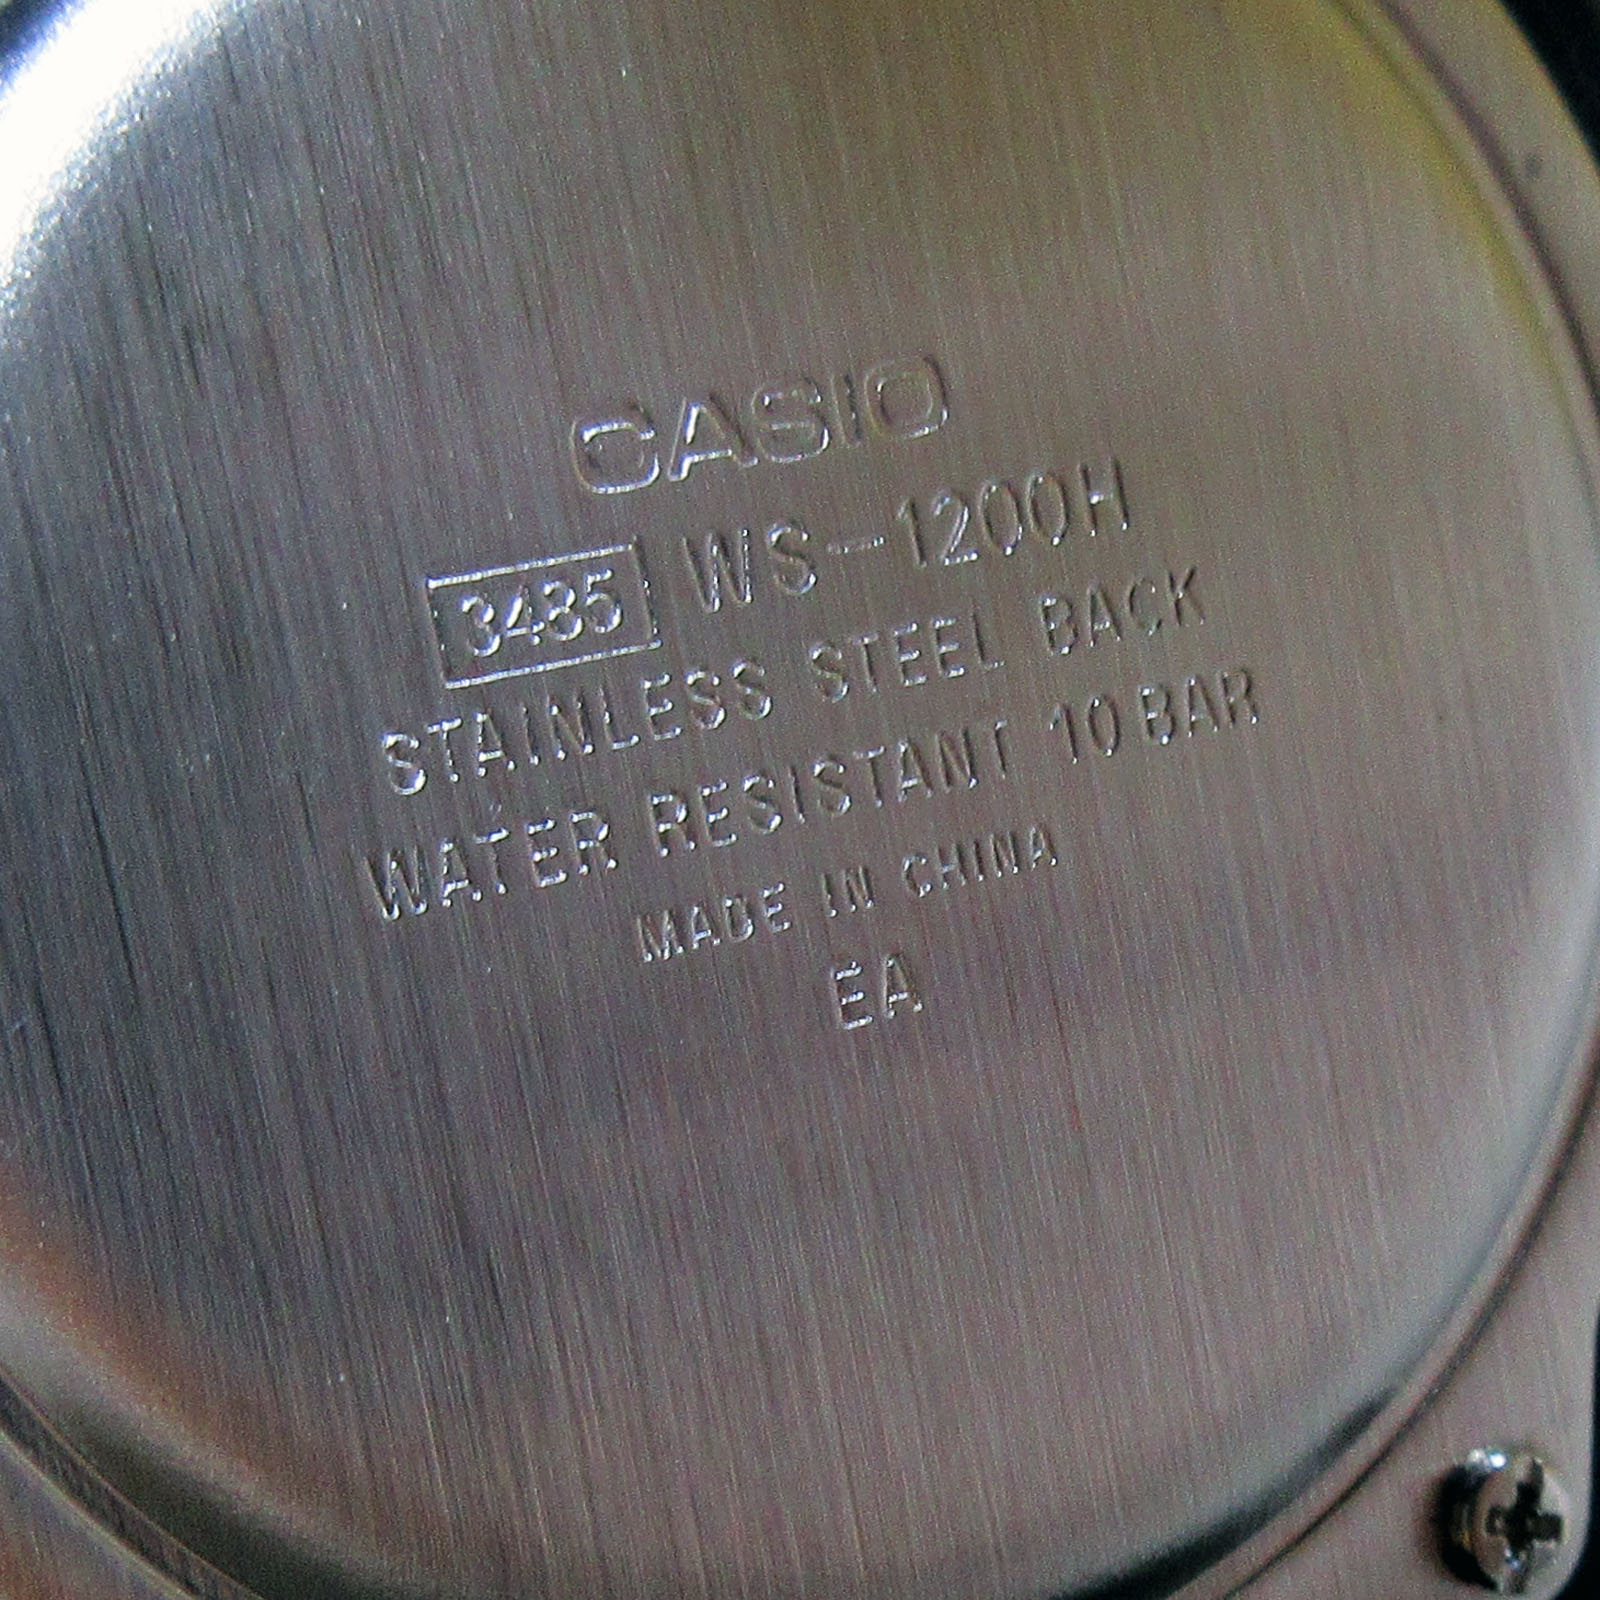 CASIO
3485 WS-1200H
STAINLESS STEEL BACK
WATER RESISTANT 10 BAR
MADE IN CHINA
EA